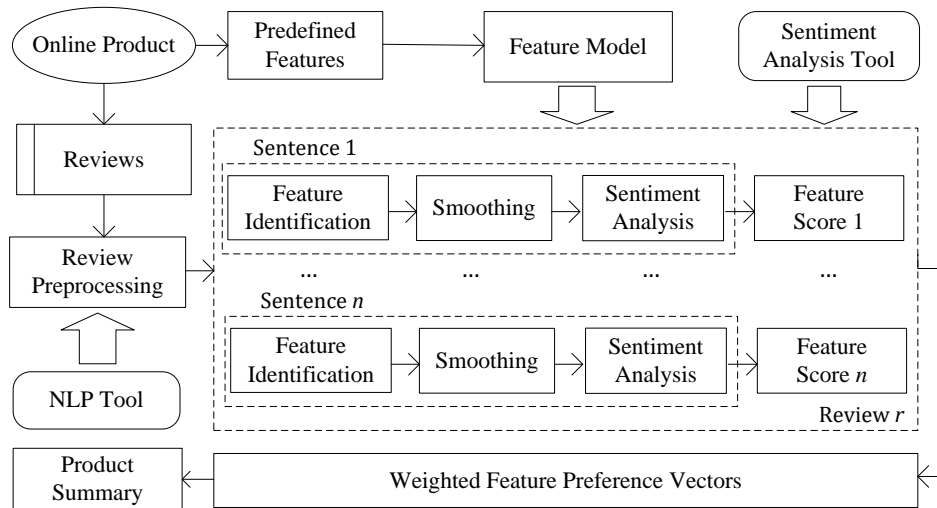 Online Product
Predefined
Features
Feature Model
Sentiment
Analysis Tool
Reviews
Sentence 1
Feature
Identification
Smoothing
Sentiment
Analysis
Feature
Score 1
Review
Preprocessing
... ... ... ...
Sentence n
Feature
Identification
Smoothing
Sentiment
Analysis
Feature
Score n
NLP Tool
Review r
Product
Summary
Weighted Feature Preference Vectors